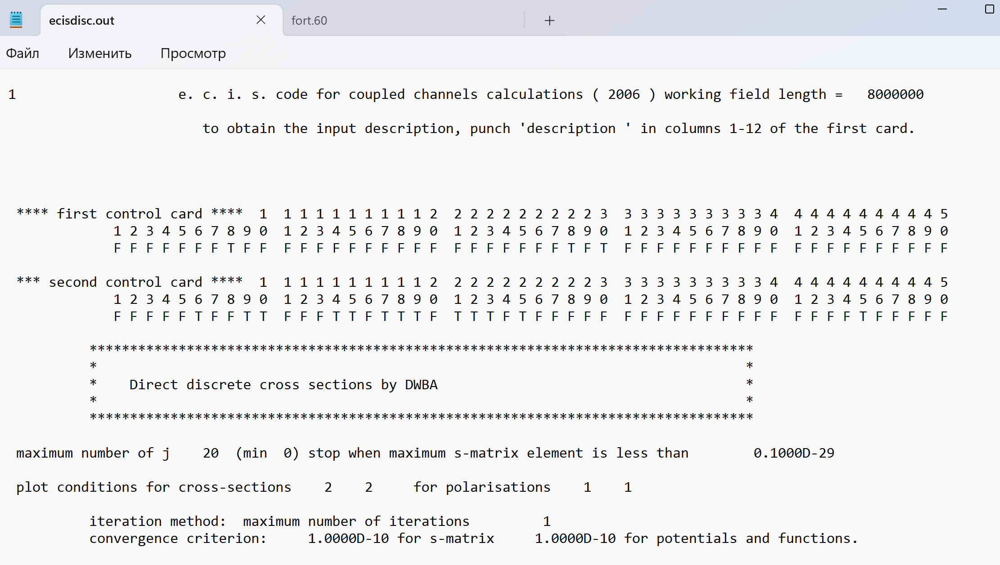 ecisdisc.out fort.60
Файл Изменить Просмотр
1 e. c. i. s. code for coupled channels calculations ( 2006 ) working field length = 8000000
to obtain the input description, punch 'description ' in columns 1-12 of the first card.
**** first control card **** 1 1 1 1 1 1 1 1 1 1 2 2 2 2 2 2 2 2 2 2 3 3 3 3 3 3 3 3 3 3 4 4 4 4 4 4 4 4 4 4 5
1 2 3 4 5 6 7 8 9 0 1 2 3 4 5 6 7 8 9 0 1 2 3 4 5 6 7 8 9 0 1 2 3 4 5 6 7 8 9 0 1 2 3 4 5 6 7 8 9 0
F F F F F F F T F F F F F F F F F F F F F F F F F F F T F T F F F F F F F F F F F F F F F F F F F F
*** second control card **** 1 1 1 1 1 1 1 1 1 1 2 2 2 2 2 2 2 2 2 2 3 3 3 3 3 3 3 3 3 3 4 4 4 4 4 4 4 4 4 4 5
1 2 3 4 5 6 7 8 9 0 1 2 3 4 5 6 7 8 9 0 1 2 3 4 5 6 7 8 9 0 1 2 3 4 5 6 7 8 9 0 1 2 3 4 5 6 7 8 9 0
F F F F F T F F T T F F F T T F T T T F T T T F T F F F F F F F F F F F F F F F F F F F T F F F F F
**********************************************************************************
* *
* Direct discrete cross sections by DWBA *
* *
**********************************************************************************
maximum number of j 20 (min 0) stop when maximum s-matrix element is less than 0.1000D-29
plot conditions for cross-sections 2 2 for polarisations 1 1
iteration method: maximum number of iterations 1
convergence criterion: 1.0000D-10 for s-matrix 1.0000D-10 for potentials and functions.